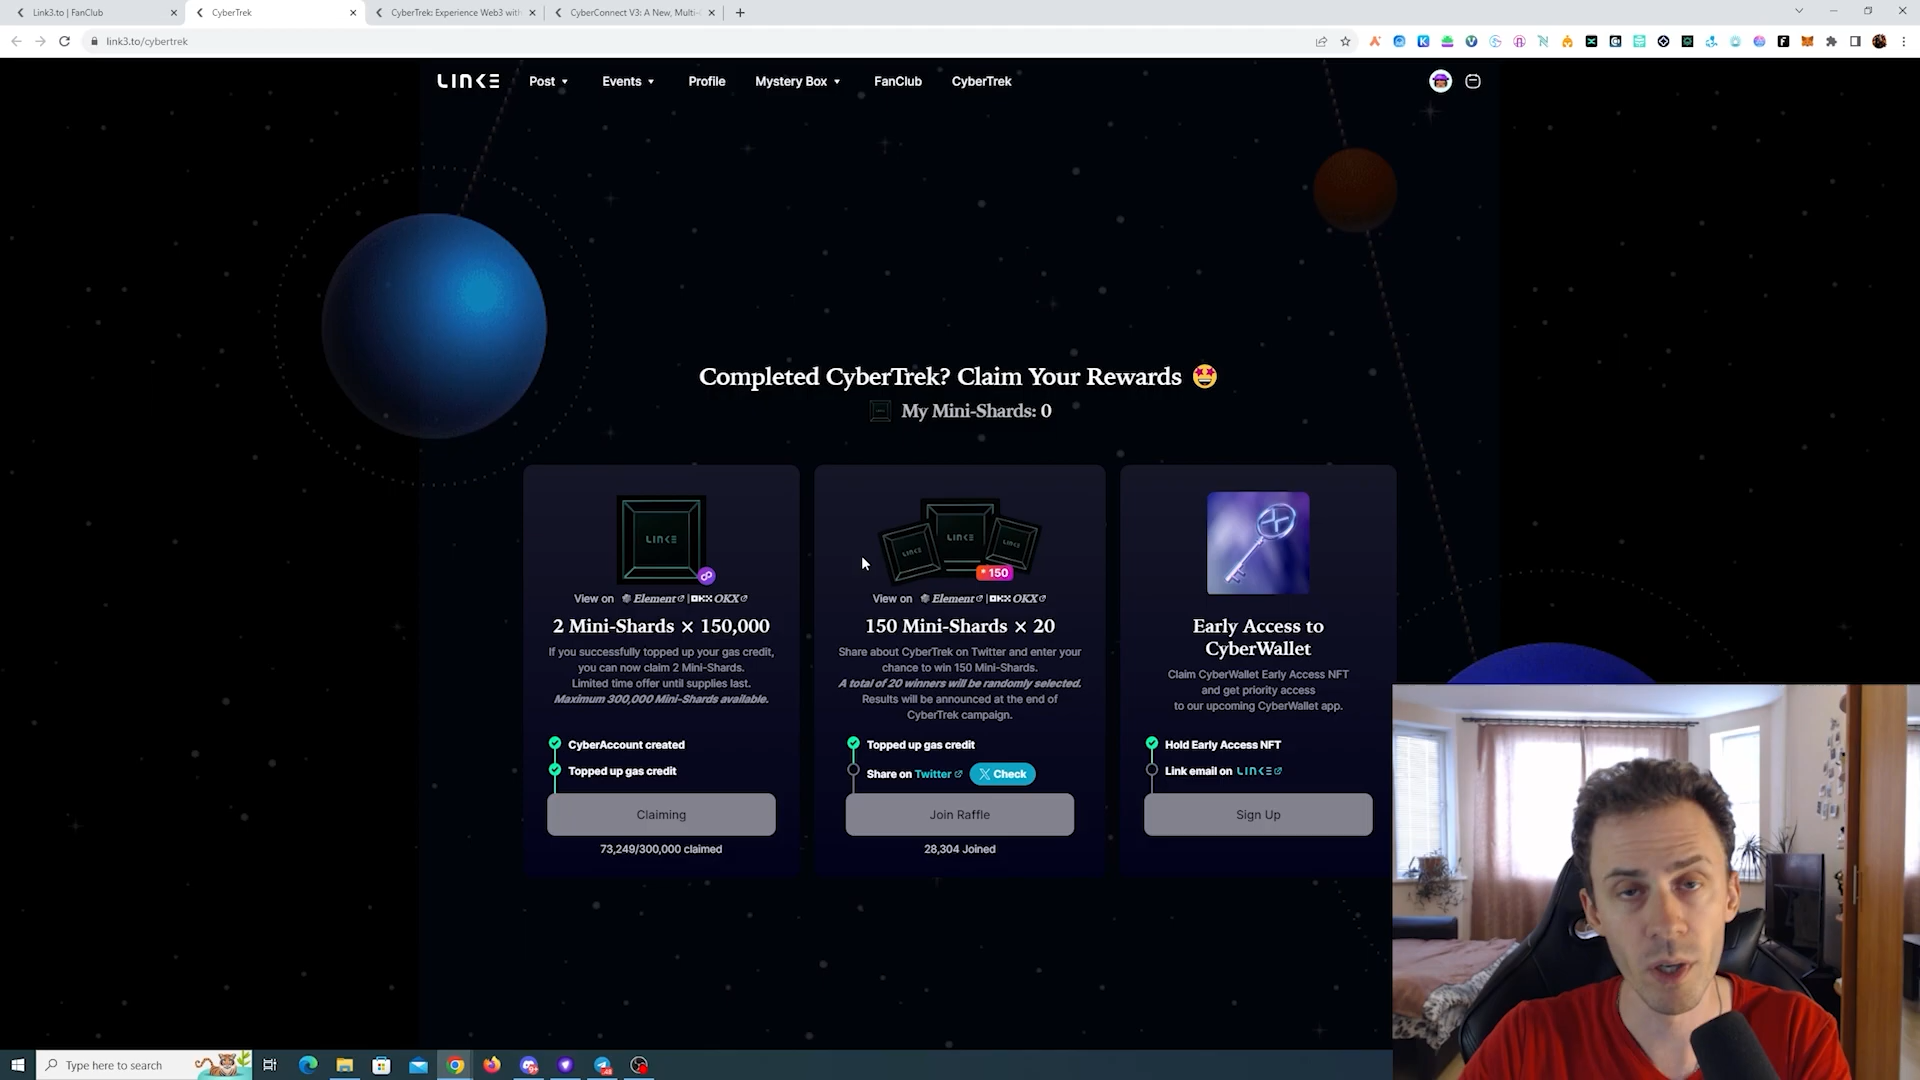 Link3.to | FanClub
CyberTrek
CyberTrek: Experience Web3 with
CyberConnect V3: A New, Multi-
link3.to/cybertrek
LINK3
Post
Events
Profile
Mystery Box
FanClub
CyberTrek
Completed CyberTrek? Claim Your Rewards 🤩
My Mini-Shards: 0
LINK3
View on Element | OKX OKX
2 Mini-Shards × 150,000
If you successfully topped up your gas credit,
you can now claim 2 Mini-Shards.
Limited time offer until supplies last.
Maximum 300,000 Mini-Shards available.
CyberAccount created
Topped up gas credit
Claiming
73,249/300,000 claimed
LINK3
LINK3
LINK3
* 150
View on Element | OKX OKX
150 Mini-Shards × 20
Share about CyberTrek on Twitter and enter your
chance to win 150 Mini-Shards.
A total of 20 winners will be randomly selected.
Results will be announced at the end of
CyberTrek campaign.
Topped up gas credit
Share on Twitter
Check
Join Raffle
28,304 Joined
Early Access to
CyberWallet
Claim CyberWallet Early Access NFT
and get priority access
to our upcoming CyberWallet app.
Hold Early Access NFT
Link email on LINK3
Sign Up
Type here to search